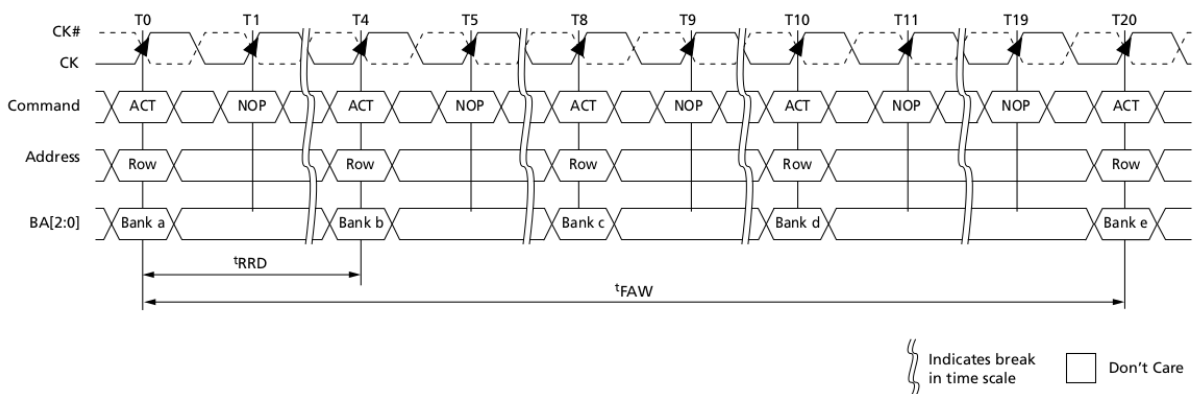 T0 T1 T4 T5 T8 T9 T10 T11 T19 T20
CK#
CK
Command ACT NOP ACT NOP ACT NOP ACT NOP NOP ACT
Address Row Row Row Row Row
BA[2:0] Bank a Bank b Bank c Bank d Bank e
tRRD
tFAW
Indicates break
in time scale
Don't Care